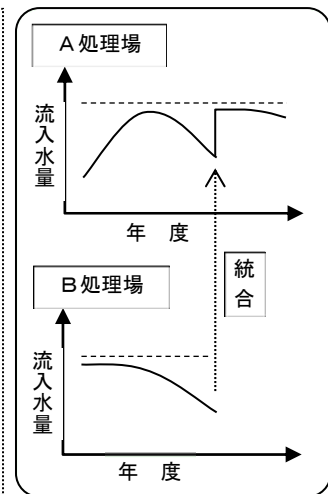 A処理場
流入水量
年 度
統合
B処理場
流入水量
年 度